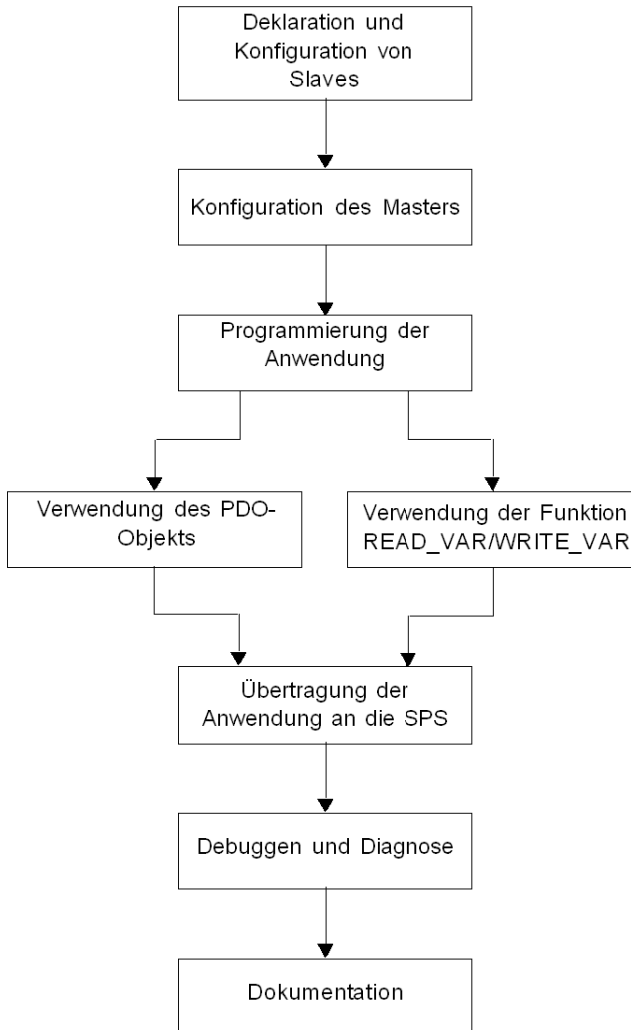 Deklaration und
Konfiguration von
Slaves
Konfiguration des Masters
Programmierung der
Anwendung
Verwendung des PDO-
Objekts
Verwendung der Funktion
READ_VAR/WRITE_VAR
Übertragung der
Anwendung an die SPS
Debuggen und Diagnose
Dokumentation